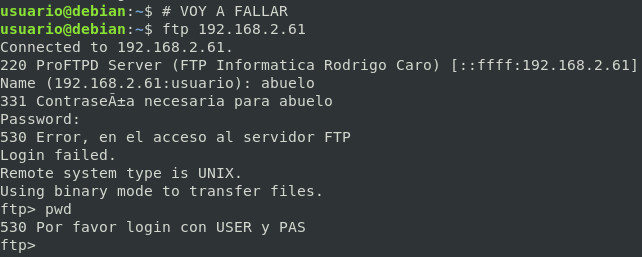 usuario@debian:~$ # VOY A FALLAR
usuario@debian:~$ ftp 192.168.2.61
Connected to 192.168.2.61.
220 ProFTPD Server (FTP Informatica Rodrigo Caro) [::ffff:192.168.2.61]
Name (192.168.2.61:usuario): abuelo
331 ContraseÃ±a necesaria para abuelo
Password:
530 Error, en el acceso al servidor FTP
Login failed.
Remote system type is UNIX.
Using binary mode to transfer files.
ftp> pwd
530 Por favor login con USER y PAS
ftp>